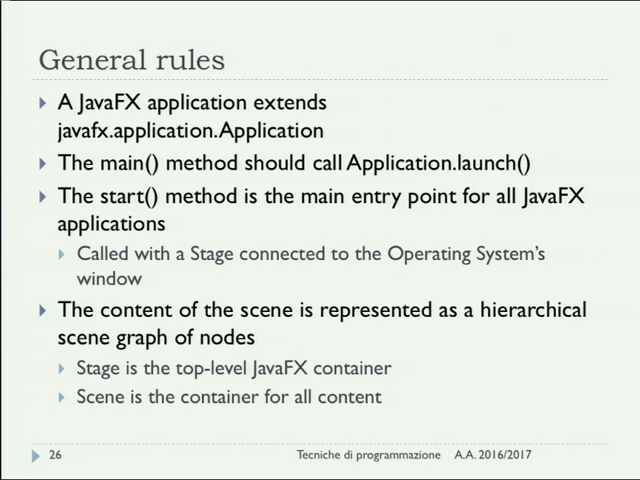 General rules
A JavaFX application extends
javafx.application.Application
The main() method should call Application.launch()
The start() method is the main entry point for all JavaFX
applications
Called with a Stage connected to the Operating System's
window
The content of the scene is represented as a hierarchical
scene graph of nodes
Stage is the top-level JavaFX container
Scene is the container for all content
26 Tecniche di programmazione A.A. 2016/2017